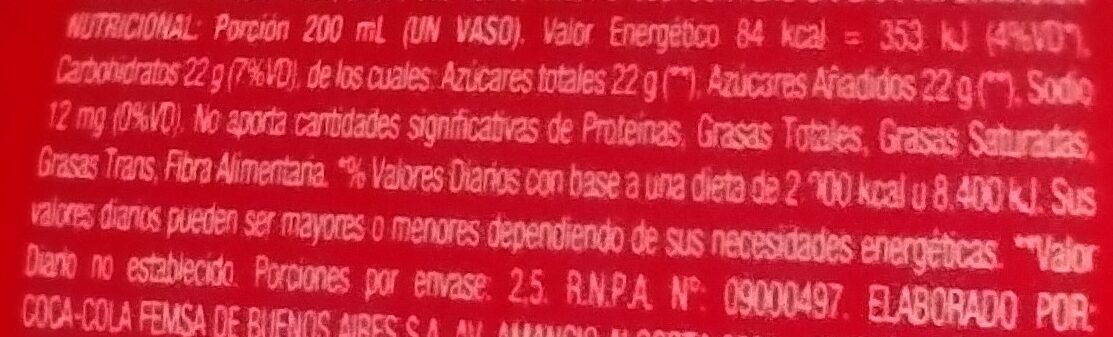 NUTRICIONAL: Porción 200 mL (UN VASO). Valor Energético 84 kcal = 353 kJ (4%VD*).
Carbohidratos 22 g (7%VD), de los cuales: Azúcares totales 22 g (**), Azúcares Añadidos 22 g (**). Sodio
12 mg (0%VD). No aporta cantidades significativas de Proteínas, Grasas Totales, Grasas Saturadas,
Grasas Trans, Fibra Alimentaria. *% Valores Diarios con base a una dieta de 2 000 kcal u 8.400 kJ. Sus
valores diarios pueden ser mayores o menores dependiendo de sus necesidades energéticas. **Valor
Diario no establecido. Porciones por envase: 2,5. R.N.P.A. N°: 09000497. ELABORADO POR:
COCA-COLA FEMSA DE BUENOS AIRES S.A. AV. AMANCIO ALCORTA